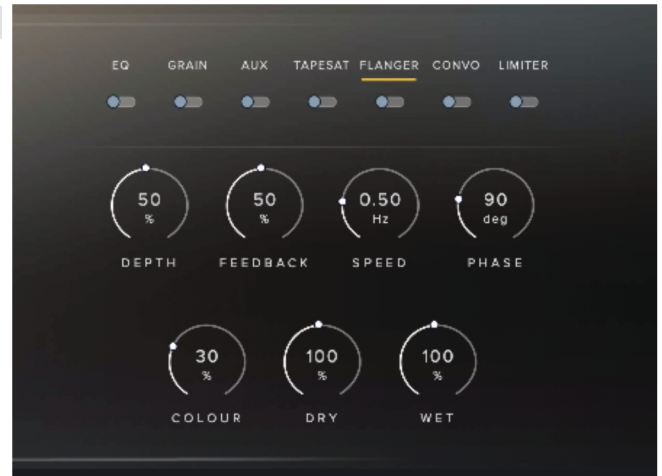 EQ GRAIN AUX TAPESAT FLANGER CONVO LIMITER
50 50 0.50 90
% % Hz deg
DEPTH FEEDBACK SPEED PHASE
30 100 100
% % %
COLOUR DRY WET